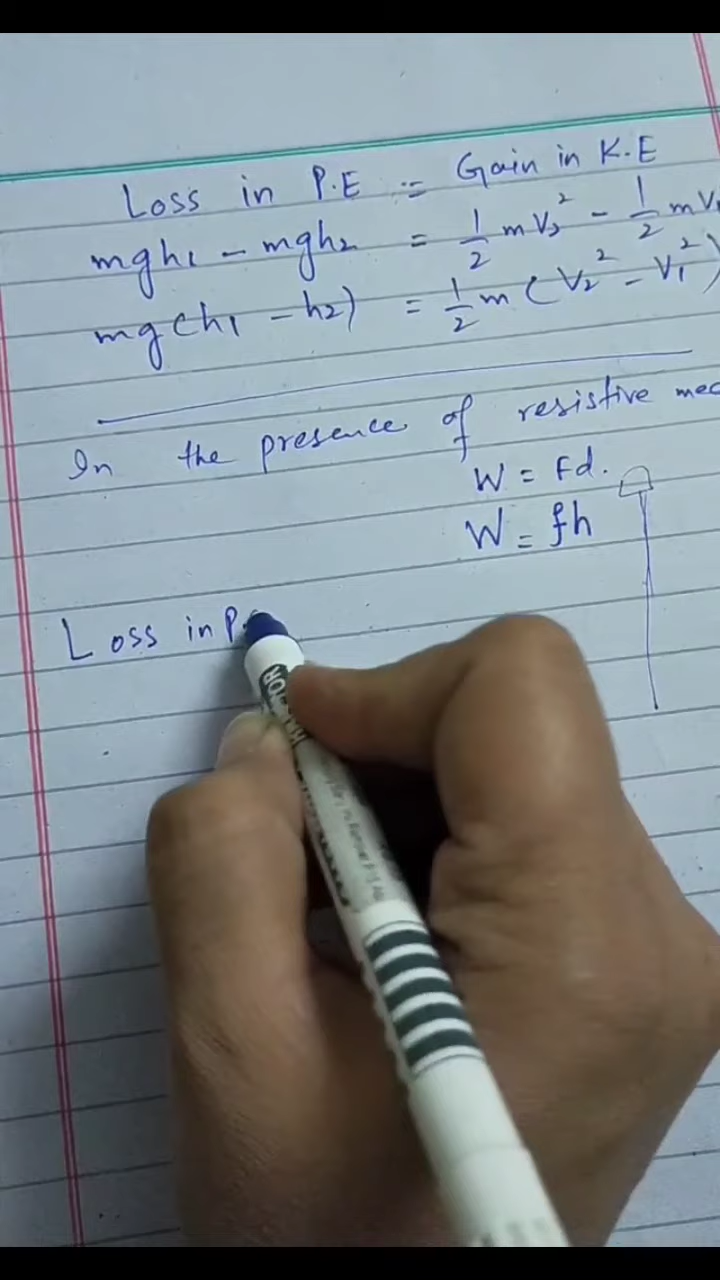 Loss in P.E = Gain in K.E
mgh₁ - mgh₂ = 1/2 mV₂² - 1/2 mV₁
mg(h₁ - h₂) = 1/2 m (V₂² - V₁²)
In the presence of resistive
W = Fd.
W = fh
Loss in P.